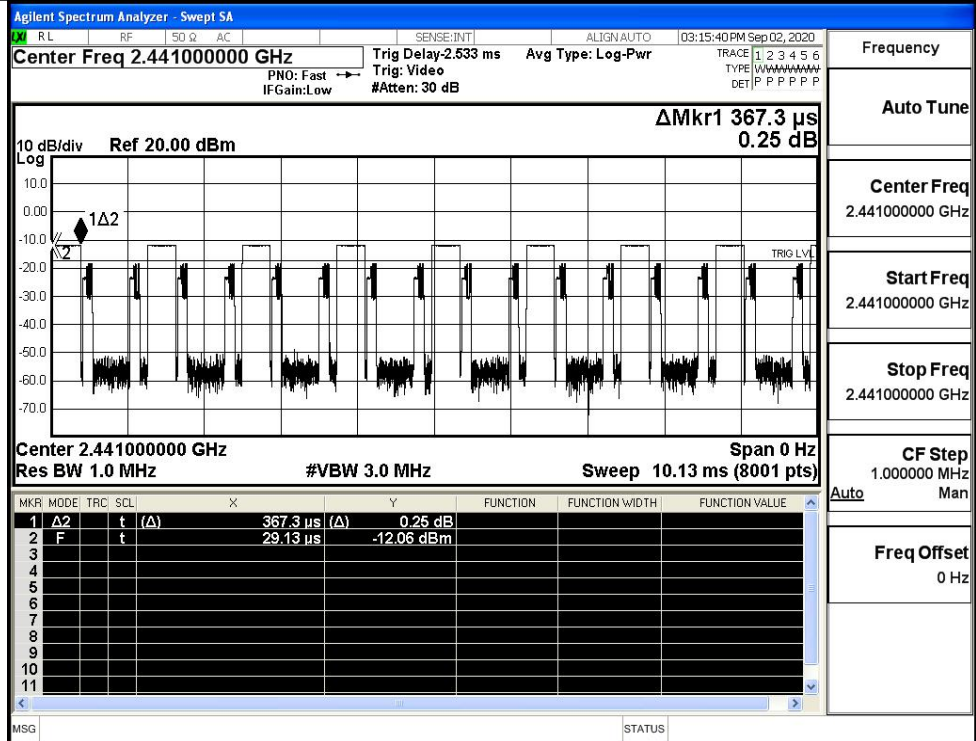 Agilent Spectrum Analyzer - Swept SA
LXI RL RF 50 Ω AC SENSE:INT ALIGN AUTO 03:15:40 PM Sep 02, 2020
Center Freq 2.441000000 GHz
Trig Delay-2.533 ms Avg Type: Log-Pwr TRACE 1 2 3 4 5 6
PNO: Fast Trig: Video TYPE WWWWWW
IFGain:Low #Atten: 30 dB DET P P P P P P
Frequency
ΔMkr1 367.3 µs
0.25 dB
10 dB/div Ref 20.00 dBm
Log
10.0
0.00
1Δ2
-10.0
2
TRIG LVL
-20.0
-30.0
-40.0
-50.0
-60.0
-70.0
Center 2.441000000 GHz Span 0 Hz
Res BW 1.0 MHz #VBW 3.0 MHz Sweep 10.13 ms (8001 pts)
MKR MODE TRC SCL X Y FUNCTION FUNCTION WIDTH FUNCTION VALUE
1 Δ2 t (Δ) 367.3 µs (Δ) 0.25 dB
2 F t 29.13 µs -12.06 dBm
3
4
5
6
7
8
9
10
11
MSG STATUS
Auto Tune
Center Freq
2.441000000 GHz
Start Freq
2.441000000 GHz
Stop Freq
2.441000000 GHz
CF Step
1.000000 MHz
Auto Man
Freq Offset
0 Hz